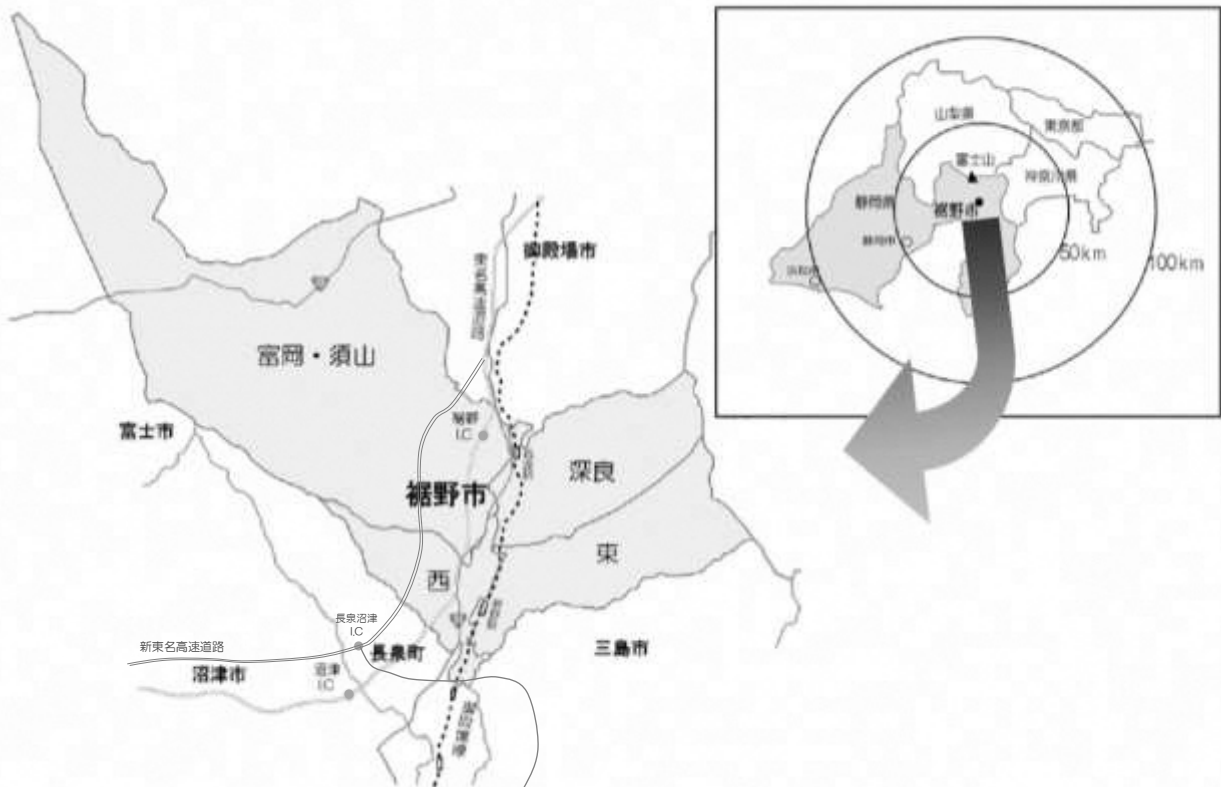 御殿場市
東名高速道路
富岡・須山
富士市
裾野
I.C
裾野市
深良
東
西
長泉沼津
I.C
新東名高速道路
長泉町
沼津市
沼津
I.C
三島市
山梨県
東京都
富士山
神奈川県
静岡県
裾野市
静岡市
浜松市
50km
100km